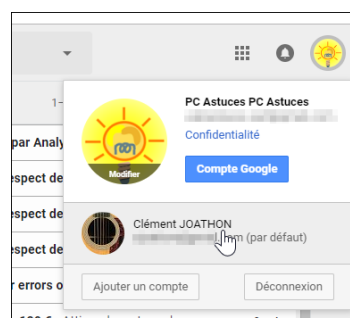 1-
PC Astuces PC Astuces
Confidentialité
Compte Google
Modifier
par Analy
espect de
espect de
espect de
Clément JOATHON
(par défaut)
r errors o
Ajouter un compte
Déconnexion